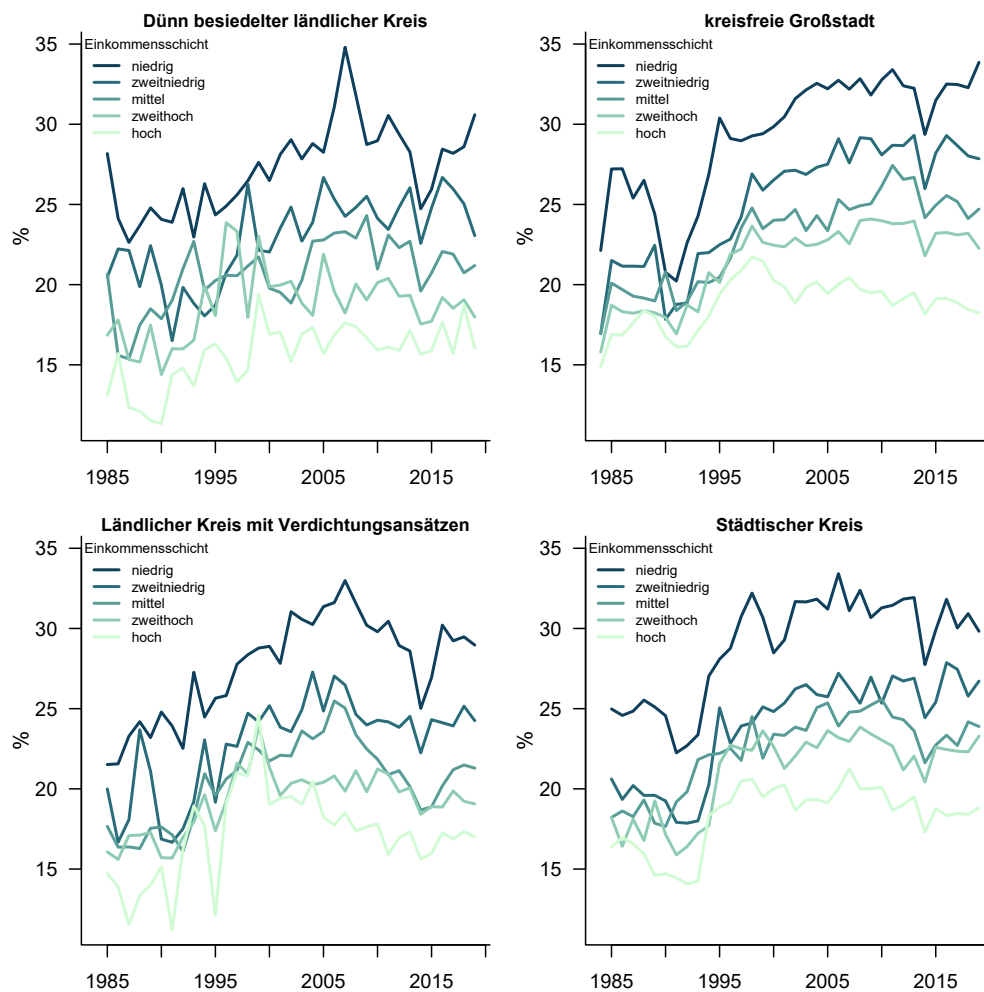 Dünn besiedelter ländlicher Kreis
Einkommensschicht
niedrig
zweitniedrig
mittel
zweithoch
hoch
35
30
25
20
15
%
1985 1995 2005 2015
kreisfreie Großstadt
Einkommensschicht
niedrig
zweitniedrig
mittel
zweithoch
hoch
35
30
25
20
15
%
1985 1995 2005 2015
Ländlicher Kreis mit Verdichtungsansätzen
Einkommensschicht
niedrig
zweitniedrig
mittel
zweithoch
hoch
35
30
25
20
15
%
1985 1995 2005 2015
Städtischer Kreis
Einkommensschicht
niedrig
zweitniedrig
mittel
zweithoch
hoch
35
30
25
20
15
%
1985 1995 2005 2015